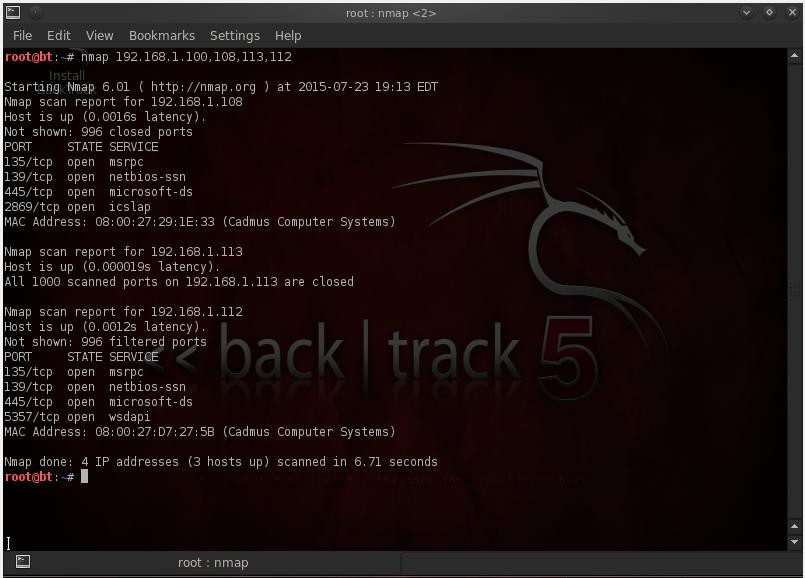 root : nmap <2>
File Edit View Bookmarks Settings Help
root@bt:~# nmap 192.168.1.100,108,113,112
Install
Starting Nmap 6.01 ( http://nmap.org ) at 2015-07-23 19:13 EDT
Nmap scan report for 192.168.1.108
Host is up (0.0016s latency).
Not shown: 996 closed ports
PORT     STATE SERVICE
135/tcp  open  msrpc
139/tcp  open  netbios-ssn
445/tcp  open  microsoft-ds
2869/tcp open  icslap
MAC Address: 08:00:27:29:1E:33 (Cadmus Computer Systems)
Nmap scan report for 192.168.1.113
Host is up (0.000019s latency).
All 1000 scanned ports on 192.168.1.113 are closed
Nmap scan report for 192.168.1.112
Host is up (0.0012s latency).
Not shown: 996 filtered ports
PORT     STATE SERVICE
135/tcp  open  msrpc
139/tcp  open  netbios-ssn
445/tcp  open  microsoft-ds
5357/tcp open  wsdapi
MAC Address: 08:00:27:D7:27:5B (Cadmus Computer Systems)
<< back | track 5
Nmap done: 4 IP addresses (3 hosts up) scanned in 6.71 seconds
root@bt:~#
root : nmap